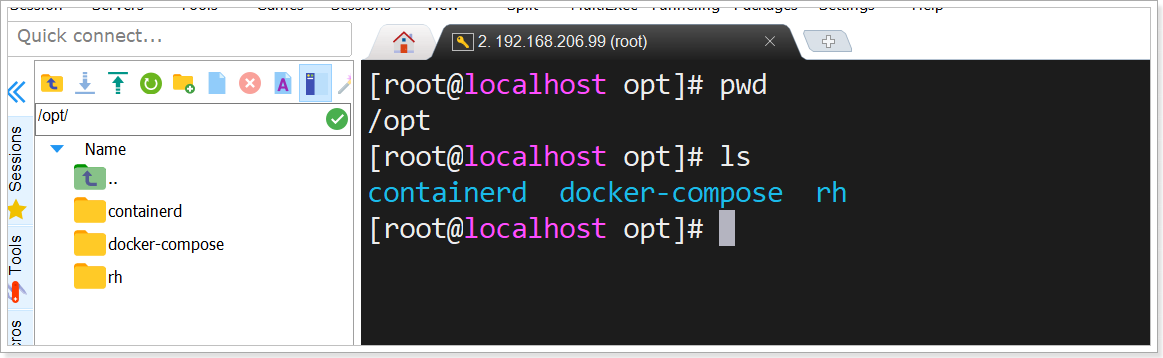 Session Servers Tools Games Sessions View Split MultiExec Tunneling Packages Settings Help
Quick connect...
2. 192.168.206.99 (root)
/opt/
Name
..
containerd
docker-compose
rh
Sessions
Tools
[root@localhost opt]# pwd
/opt
[root@localhost opt]# ls
containerd docker-compose rh
[root@localhost opt]#